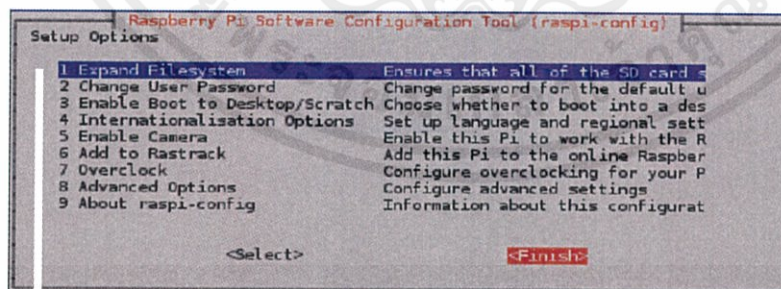 Raspberry Pi Software Configuration Tool (raspi-config)
Setup Options
1 Expand Filesystem Ensures that all of the SD card s
2 Change User Password Change password for the default u
3 Enable Boot to Desktop/Scratch Choose whether to boot into a des
4 Internationalisation Options Set up language and regional sett
5 Enable Camera Enable this Pi to work with the R
6 Add to Rastrack Add this Pi to the online Raspber
7 Overclock Configure overclocking for your P
8 Advanced Options Configure advanced settings
9 About raspi-config Information about this configurat
<Select> <Finish>